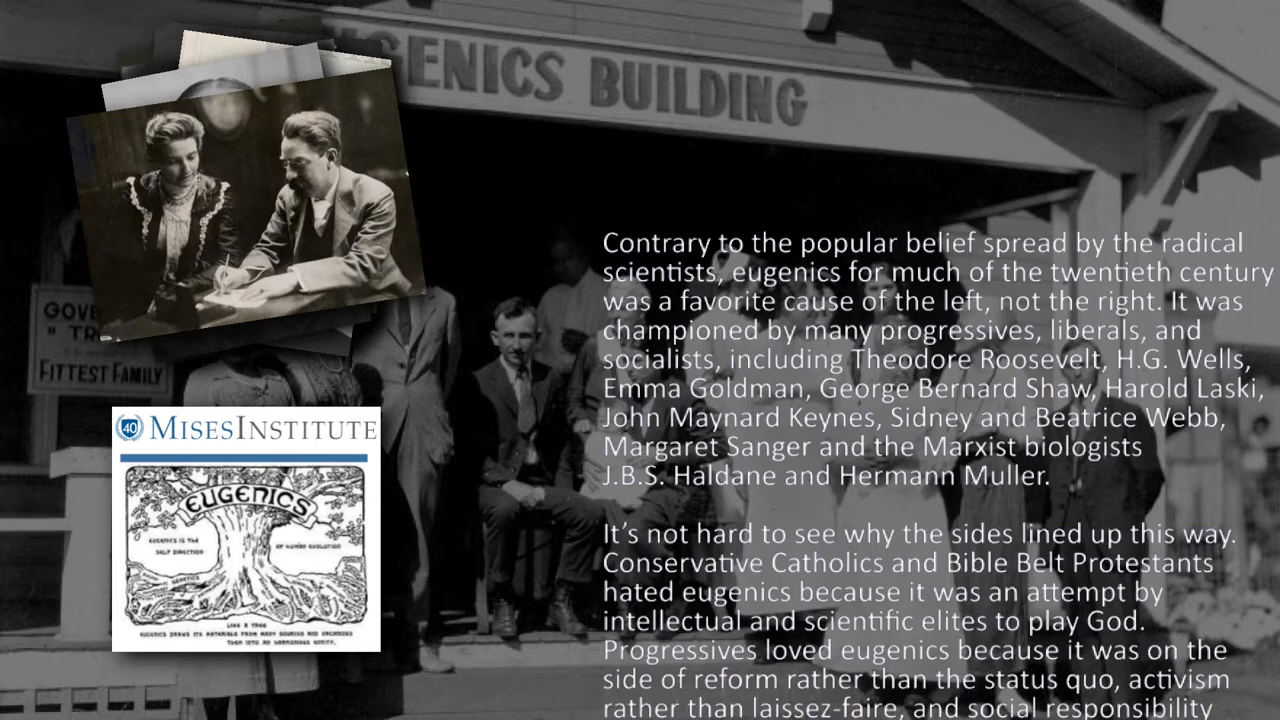 EUGENICS BUILDING
GOVE
" TR
FITTEST FAMILY
40 MISESINSTITUTE
EUGENICS
EUGENICS IS THE
SELF DIRECTION
OF HUMAN EVOLUTION
GENETICS
LIKE A TREE
EUGENICS DRAWS ITS MATERIALS FROM MANY SOURCES AND ORGANIZES
THEM INTO AN HARMONIOUS ENTITY.
Contrary to the popular belief spread by the radical
scientists, eugenics for much of the twentieth century
was a favorite cause of the left, not the right. It was
championed by many progressives, liberals, and
socialists, including Theodore Roosevelt, H.G. Wells,
Emma Goldman, George Bernard Shaw, Harold Laski,
John Maynard Keynes, Sidney and Beatrice Webb,
Margaret Sanger and the Marxist biologists
J.B.S. Haldane and Hermann Muller.
It's not hard to see why the sides lined up this way.
Conservative Catholics and Bible Belt Protestants
hated eugenics because it was an attempt by
intellectual and scientific elites to play God.
Progressives loved eugenics because it was on the
side of reform rather than the status quo, activism
rather than laissez-faire, and social responsibility